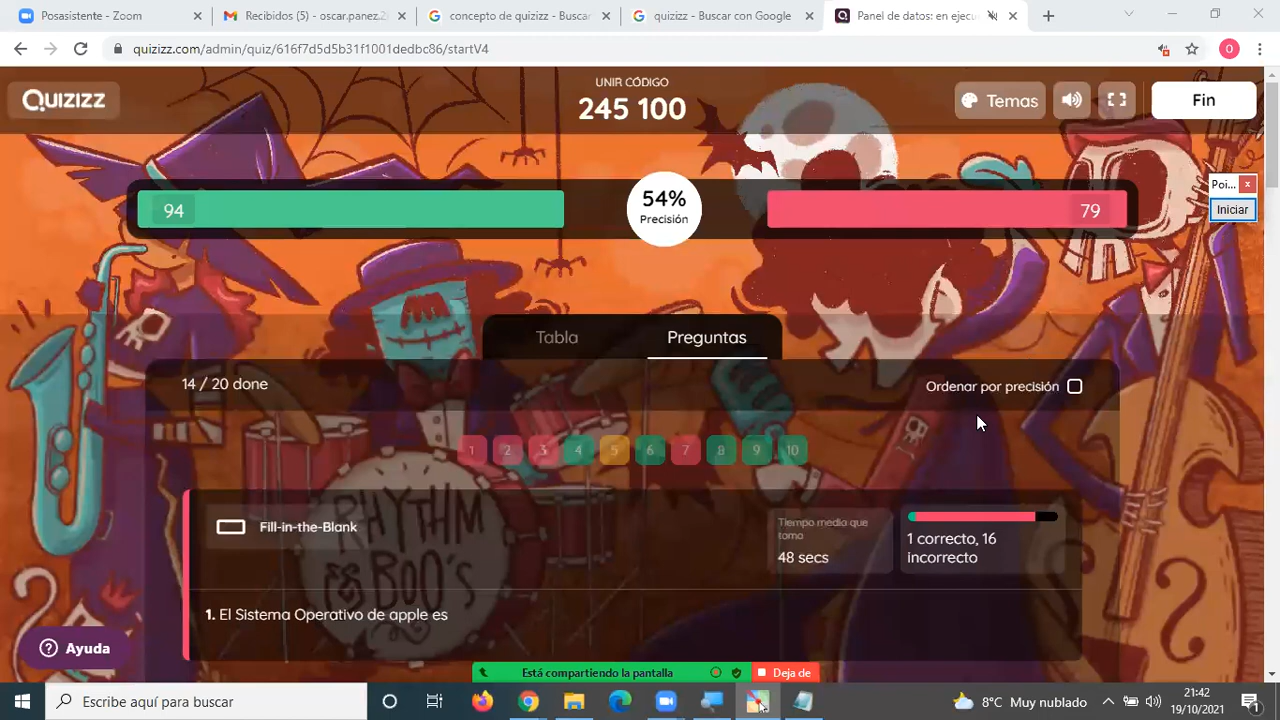 Posasistente - Zoom
Recibidos (5) - oscar.panez.2
concepto de quizizz - Buscar
quizizz - Buscar con Google
Panel de datos: en ejecu
quizizz.com/admin/quiz/616f7d5d5b31f1001dedbc86/startV4
O
QUIZIZZ
UNIR CÓDIGO
245 100
Temas
Fin
94
54%
Precisión
79
Poi...
Iniciar
Tabla
Preguntas
14 / 20 done
Ordenar por precisión
1 2 3 4 5 6 7 8 9 10
Fill-in-the-Blank
Tiempo media que
toma
48 secs
1 correcto, 16
incorrecto
RHYTHM
& BOO'S
1. El Sistema Operativo de apple es
Ayuda
Está compartiendo la pantalla
Deja de
Escribe aquí para buscar
8°C Muy nublado
21:42
19/10/2021
1